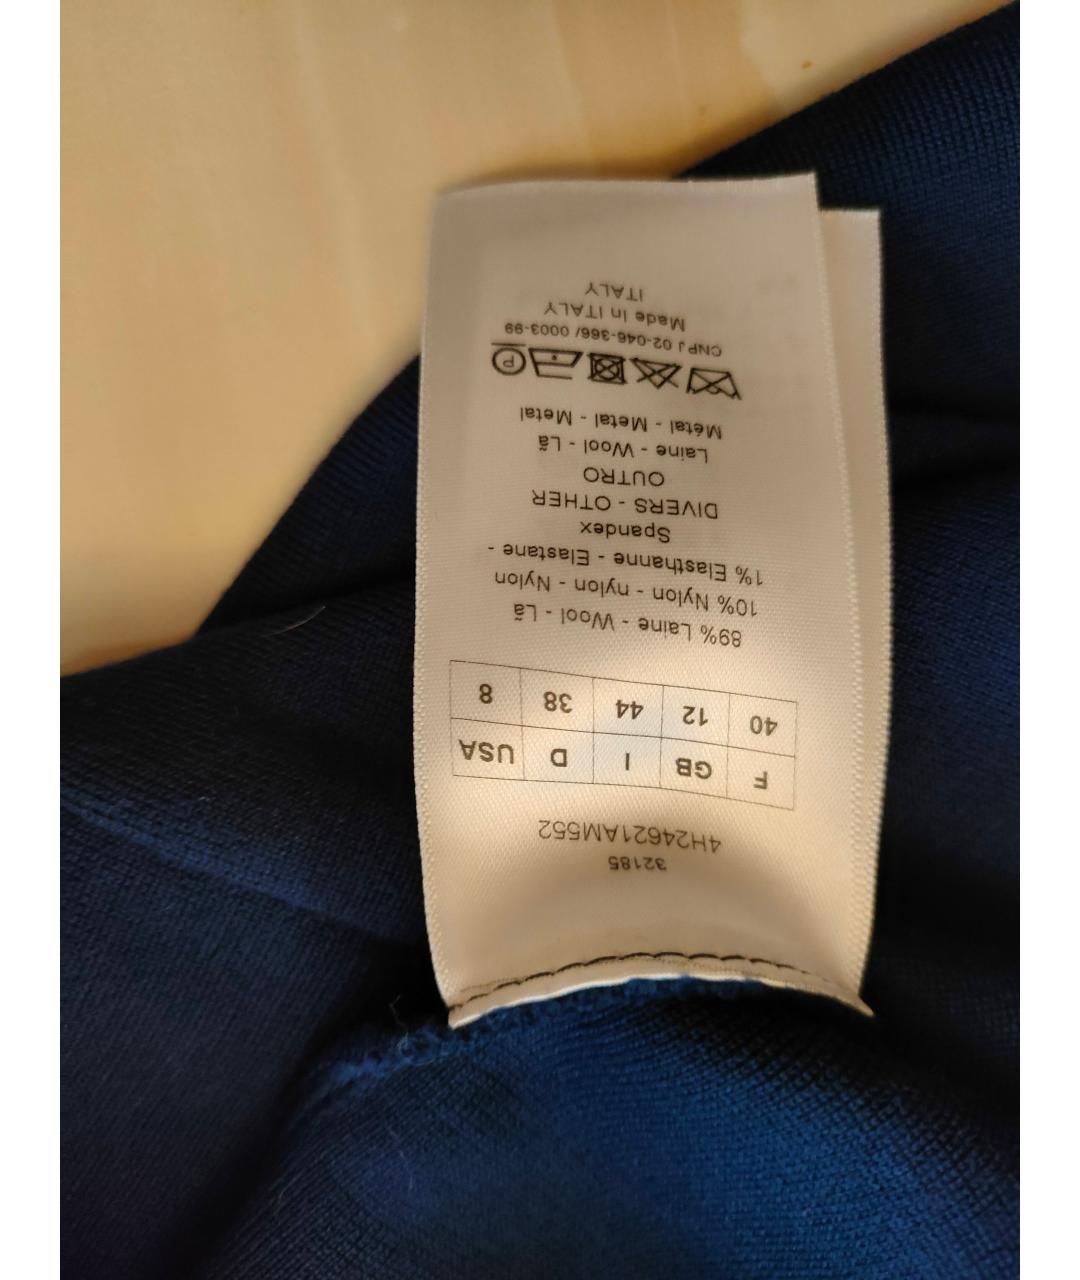 32185
4H24621AM552
F GB I D USA
40 12 44 38 8
89% Laine - Wool - Lã
10% Nylon - nylon - Nylon
1% Elasthanne - Elastane -
Spandex
DIVERS - OTHER
OUTRO
Laine - Wool - Lã
Métal - Metal - Metal
P
CNPJ 02-046-366/ 0003-99
Made in ITALY
ITALY